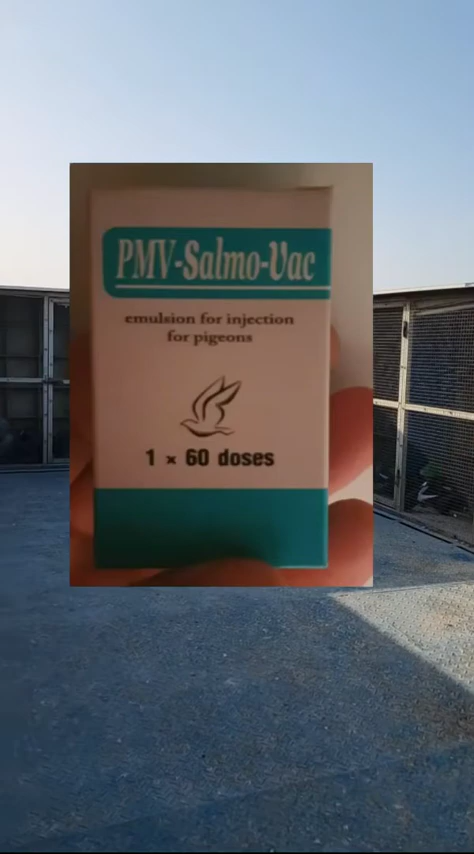 PMV-Salmo-Vac
emulsion for injection
for pigeons
1 × 60 doses